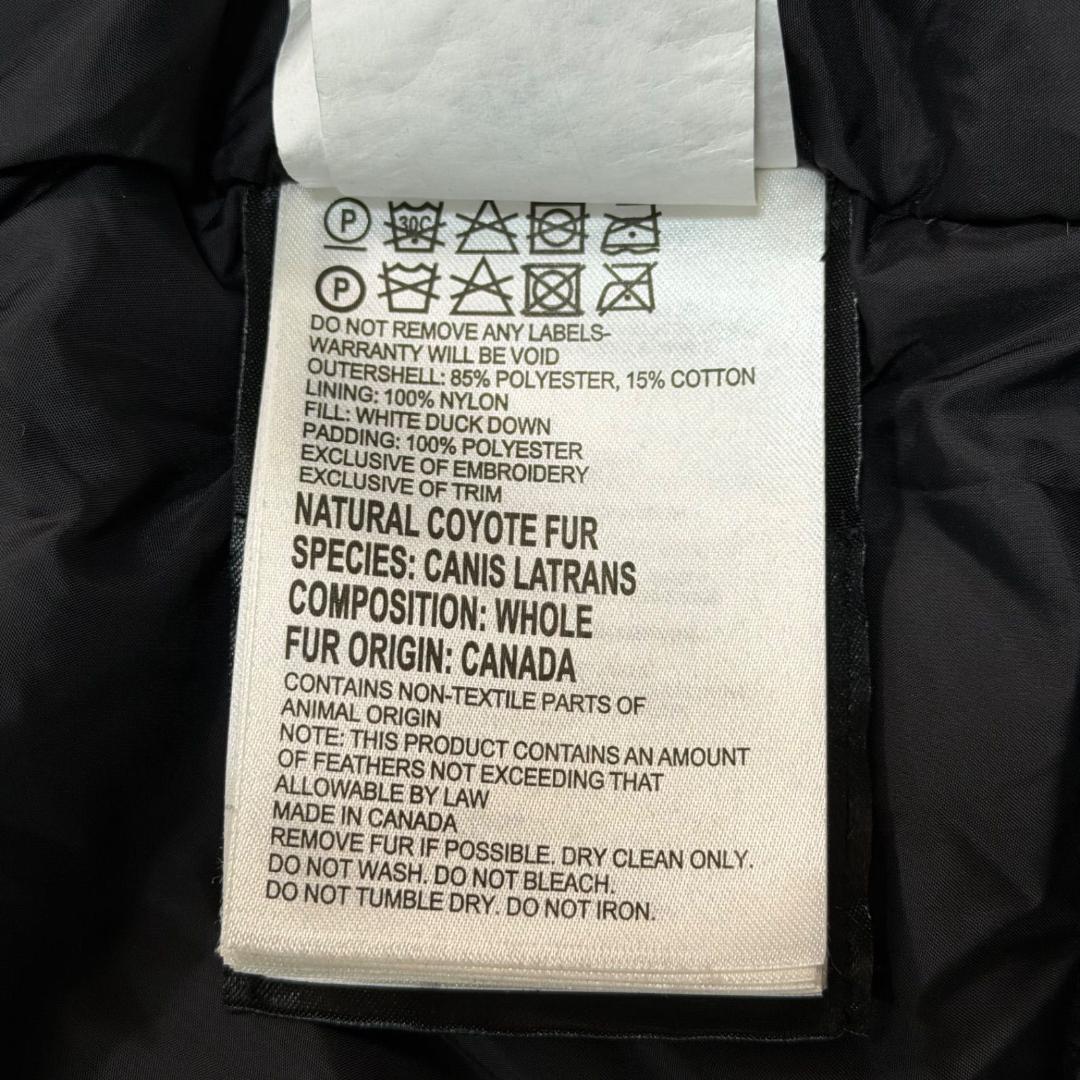 P 30C
P
DO NOT REMOVE ANY LABELS-
WARRANTY WILL BE VOID
OUTERSHELL: 85% POLYESTER, 15% COTTON
LINING: 100% NYLON
FILL: WHITE DUCK DOWN
PADDING: 100% POLYESTER
EXCLUSIVE OF EMBROIDERY
EXCLUSIVE OF TRIM
NATURAL COYOTE FUR
SPECIES: CANIS LATRANS
COMPOSITION: WHOLE
FUR ORIGIN: CANADA
CONTAINS NON-TEXTILE PARTS OF
ANIMAL ORIGIN
NOTE: THIS PRODUCT CONTAINS AN AMOUNT
OF FEATHERS NOT EXCEEDING THAT
ALLOWABLE BY LAW
MADE IN CANADA
REMOVE FUR IF POSSIBLE. DRY CLEAN ONLY.
DO NOT WASH. DO NOT BLEACH.
DO NOT TUMBLE DRY. DO NOT IRON.